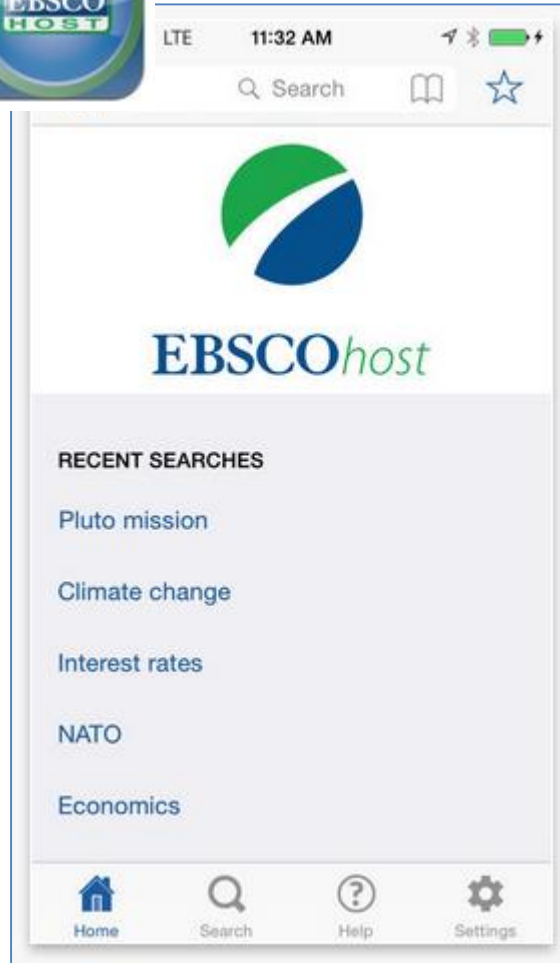 EBSCO
HOST
LTE 11:32 AM
Search
EBSCOhost
RECENT SEARCHES
Pluto mission
Climate change
Interest rates
NATO
Economics
Home Search Help Settings